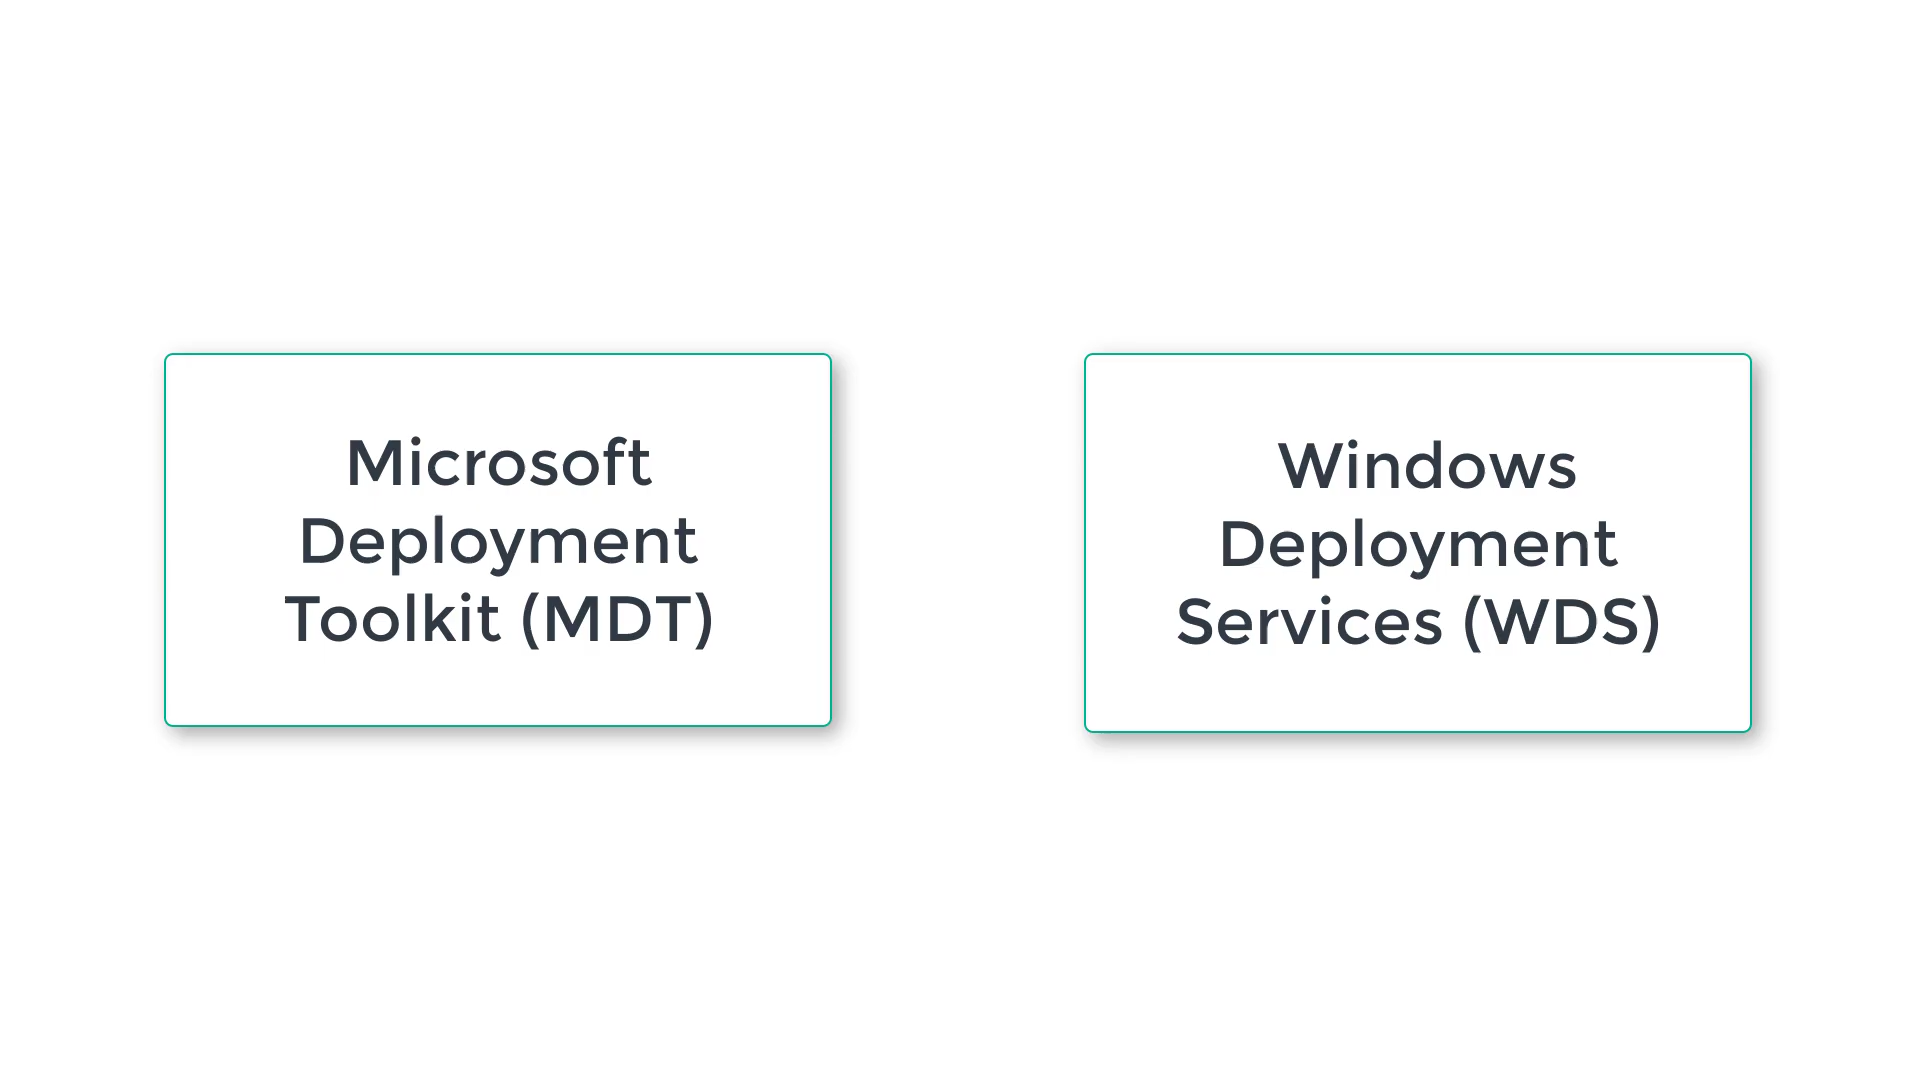 Microsoft
Deployment
Toolkit (MDT)
Windows
Deployment
Services (WDS)